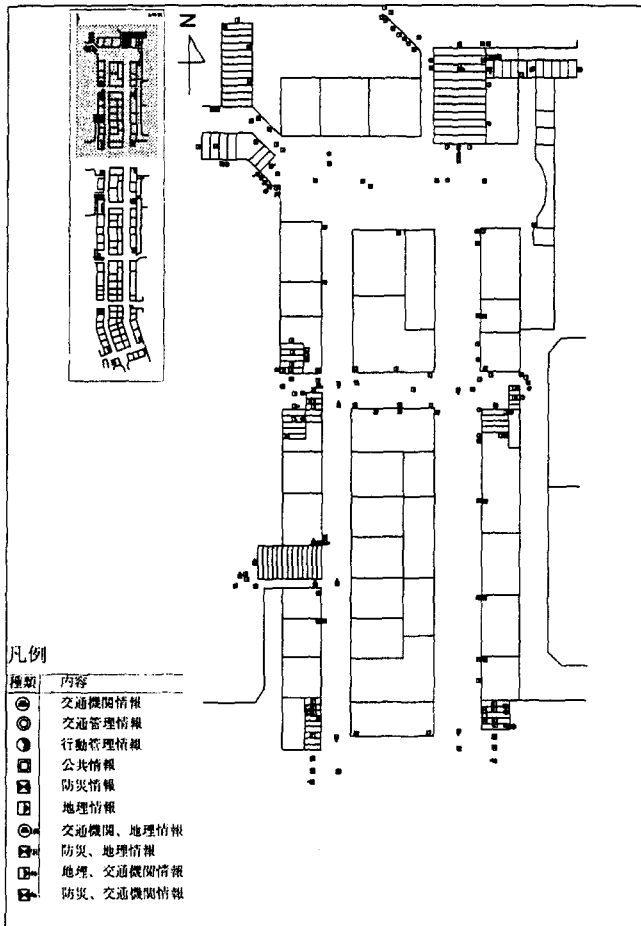 N
凡例
種類 内容
交通機関情報
交通管理情報
行動管理情報
公共情報
防災情報
地理情報
交通機関、地理情報
防災、地理情報
地理、交通機関情報
防災、交通機関情報